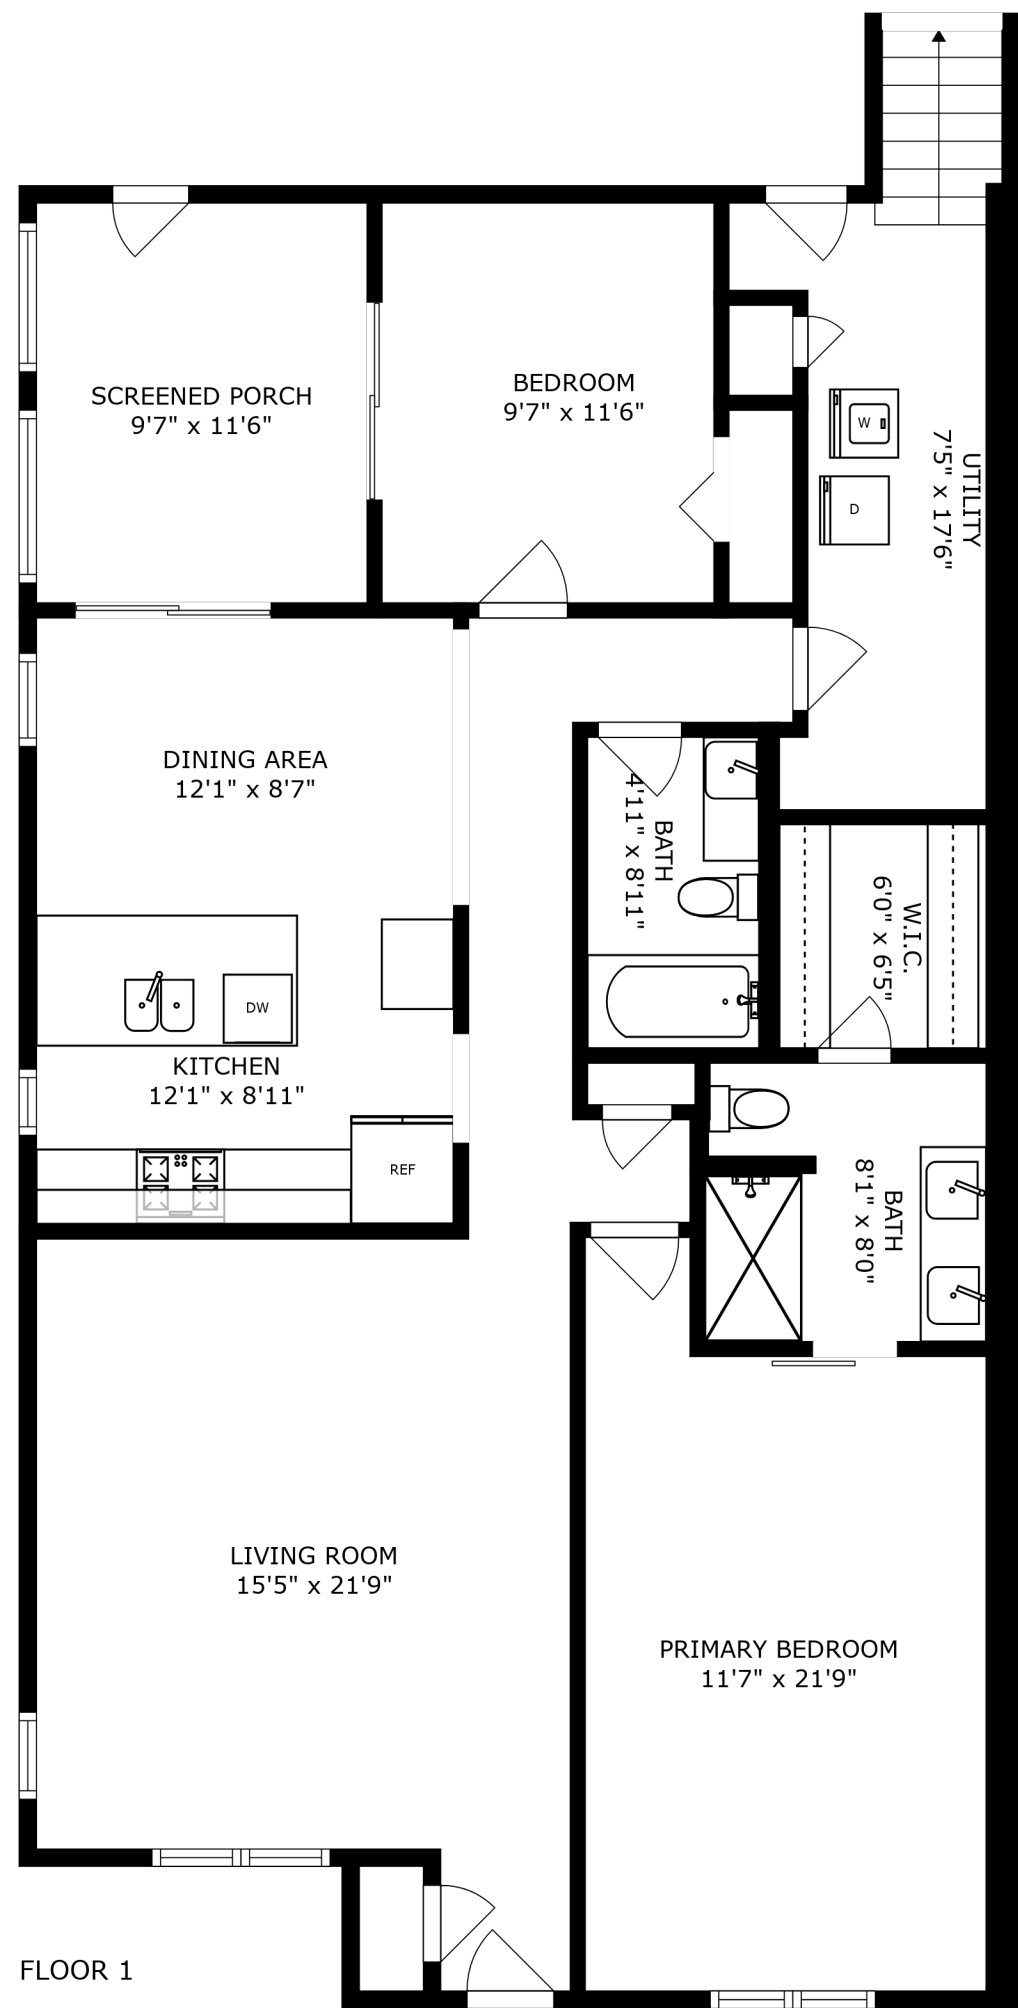 SCREENED PORCH
9'7" x 11'6"
BEDROOM
9'7" x 11'6"
W
D
UTILITY
7'5" x 17'6"
DINING AREA
12'1" x 8'7"
BATH
4'11" x 8'11"
W.I.C.
6'0" x 6'5"
DW
KITCHEN
12'1" x 8'11"
REF
BATH
8'1" x 8'0"
LIVING ROOM
15'5" x 21'9"
PRIMARY BEDROOM
11'7" x 21'9"
FLOOR 1